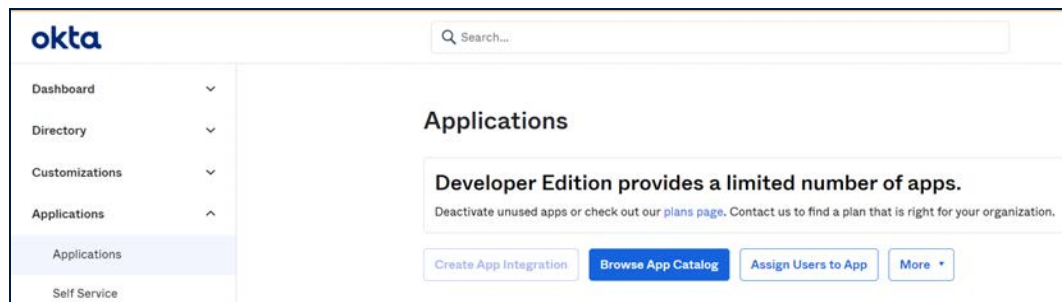 okta
Search...
Dashboard
Directory
Customizations
Applications
Applications
Self Service
Applications
Developer Edition provides a limited number of apps.
Deactivate unused apps or check out our plans page. Contact us to find a plan that is right for your organization.
Create App Integration
Browse App Catalog
Assign Users to App
More